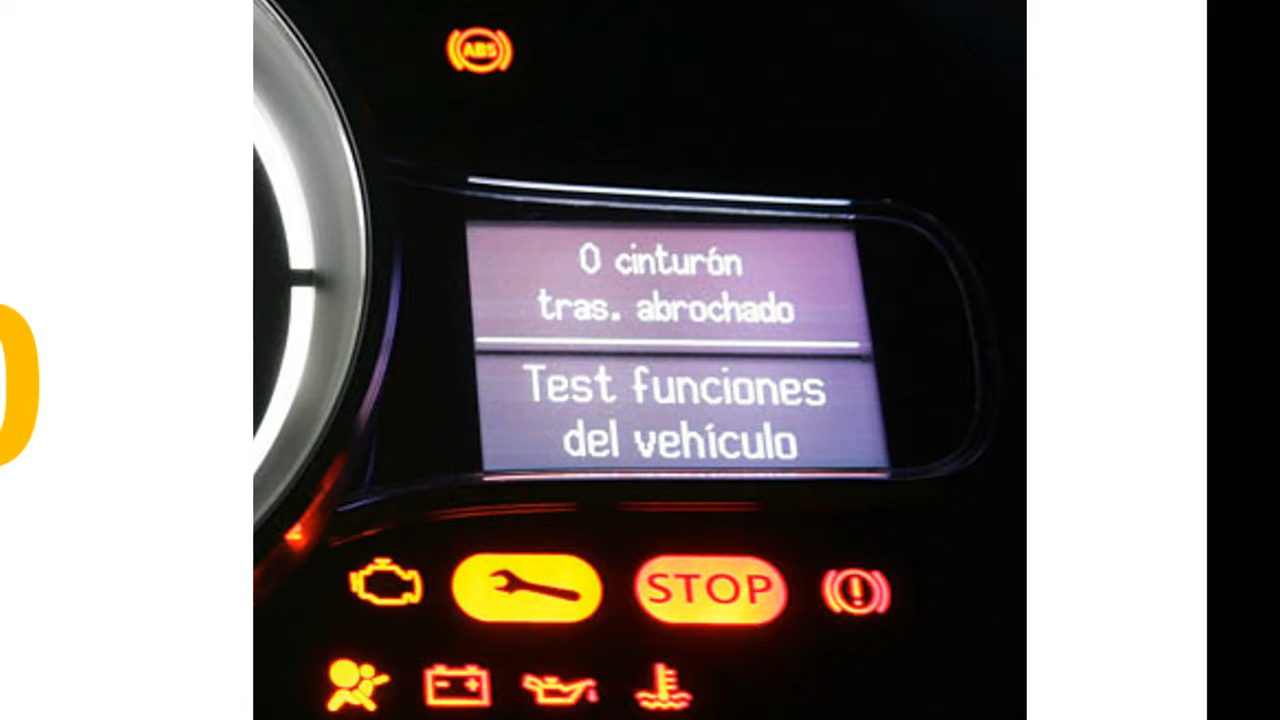 ABS
0 cinturón
tras. abrochado
Test funciones
del vehículo
STOP